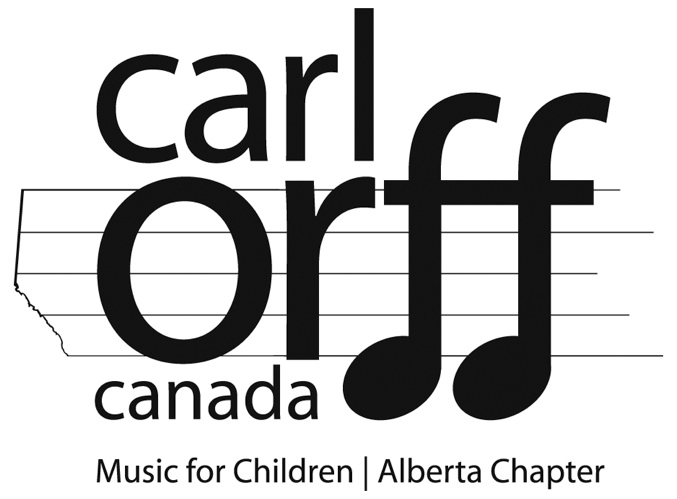 carl
orff
canada
Music for Children | Alberta Chapter